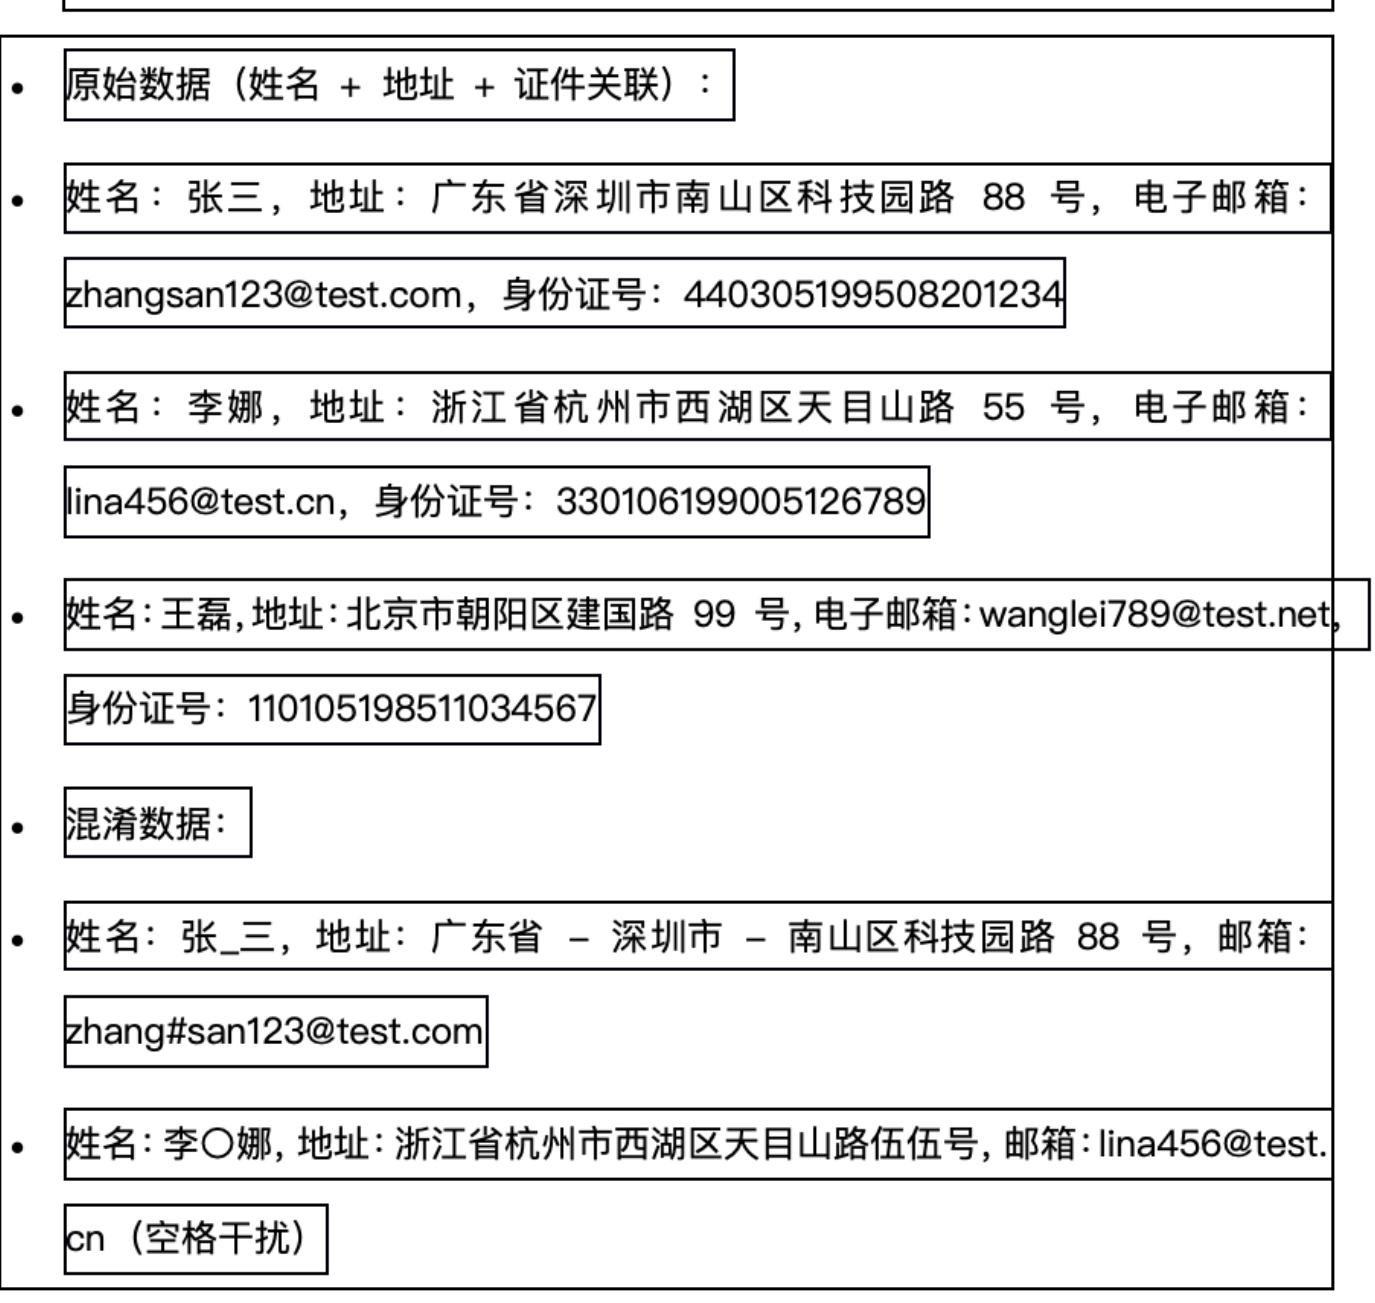 • 原始数据（姓名 + 地址 + 证件关联）：
• 姓名：张三，地址：广东省深圳市南山区科技园路 88 号，电子邮箱：
zhangsan123@test.com，身份证号：440305199508201234
• 姓名：李娜，地址：浙江省杭州市西湖区天目山路 55 号，电子邮箱：
lina456@test.cn，身份证号：330106199005126789
• 姓名：王磊，地址：北京市朝阳区建国路 99 号，电子邮箱：wanglei789@test.net，
身份证号：110105198511034567
• 混淆数据：
• 姓名：张_三，地址：广东省 – 深圳市 – 南山区科技园路 88 号，邮箱：
zhang#san123@test.com
• 姓名：李〇娜，地址：浙江省杭州市西湖区天目山路伍伍号，邮箱：lina456@test.
cn（空格干扰）